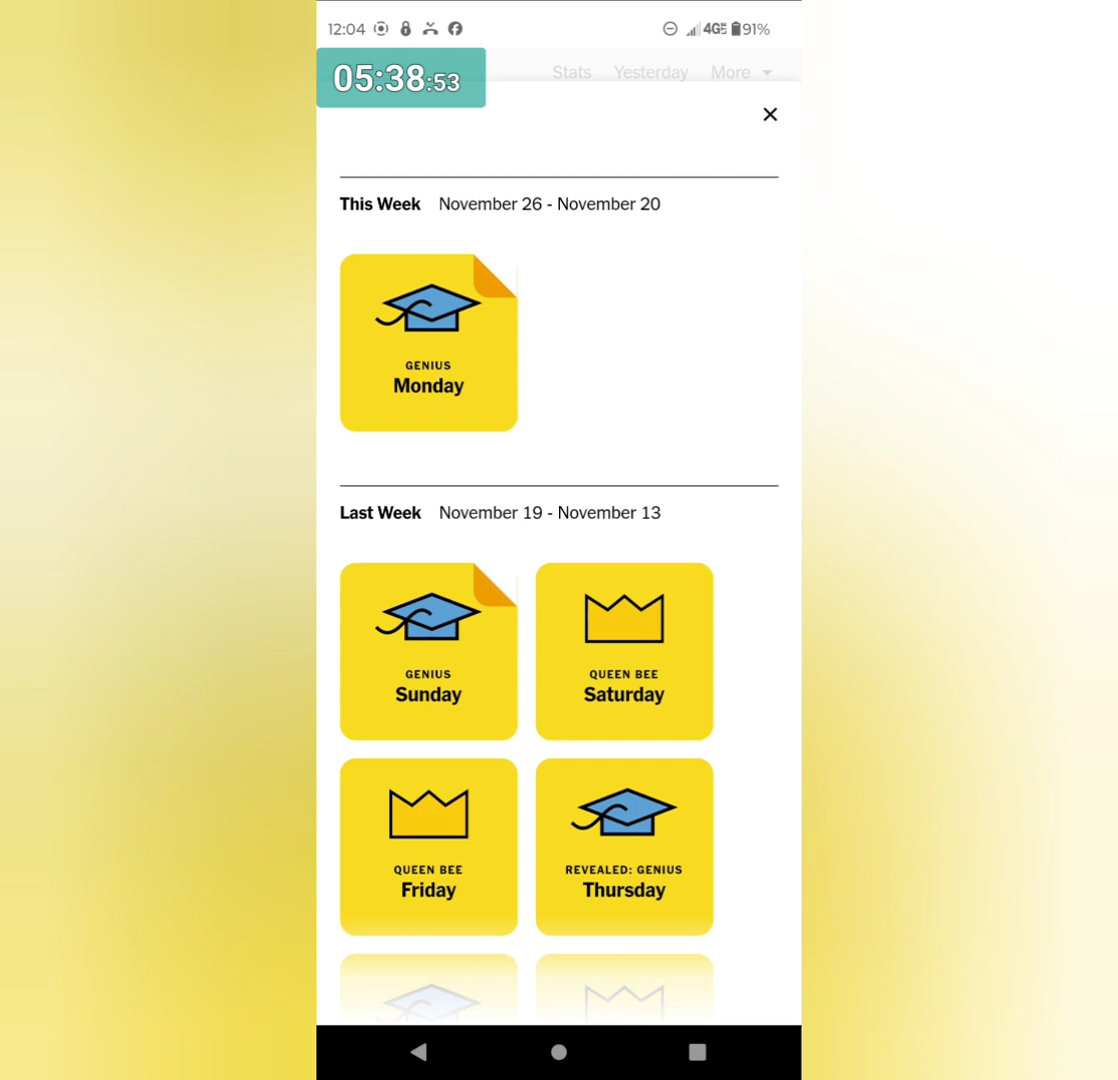 12:04 4GE 91%
05:38:53
Stats Yesterday More
This Week November 26 - November 20
GENIUS
Monday
Last Week November 19 - November 13
GENIUS
Sunday
QUEEN BEE
Saturday
QUEEN BEE
Friday
REVEALED: GENIUS
Thursday